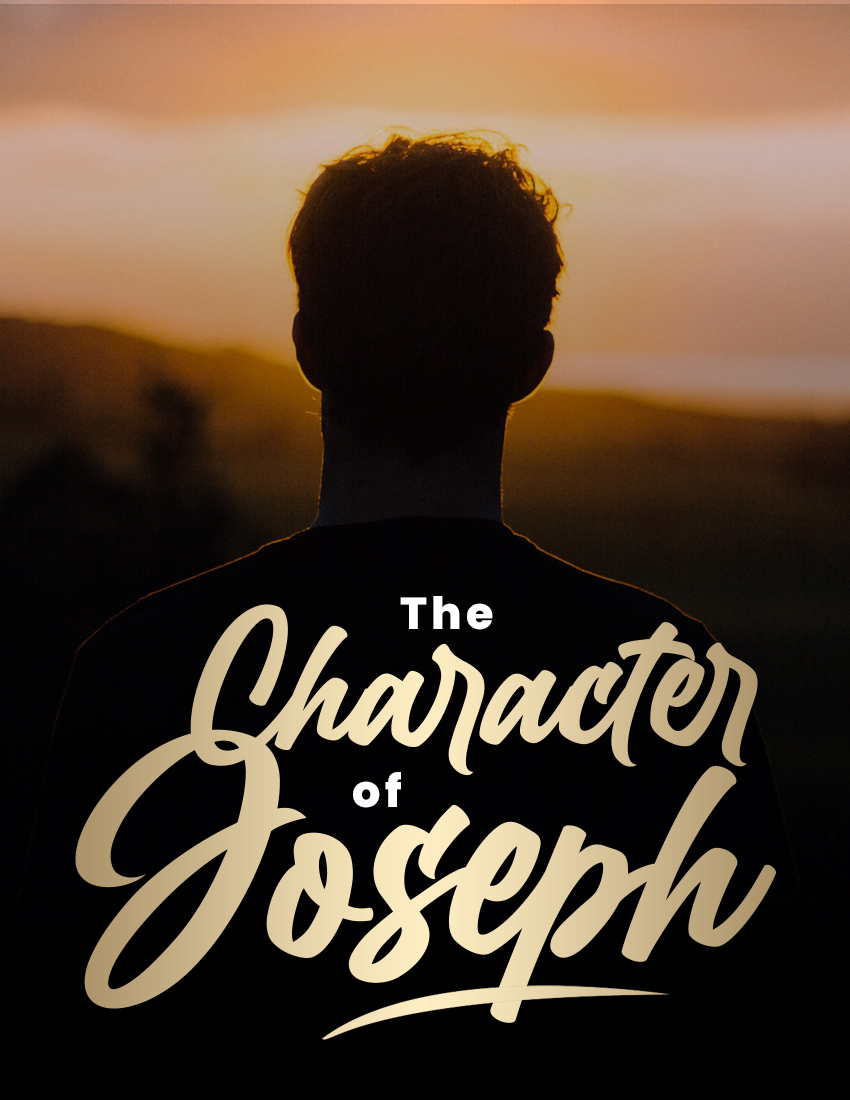 The
Character
of
Joseph